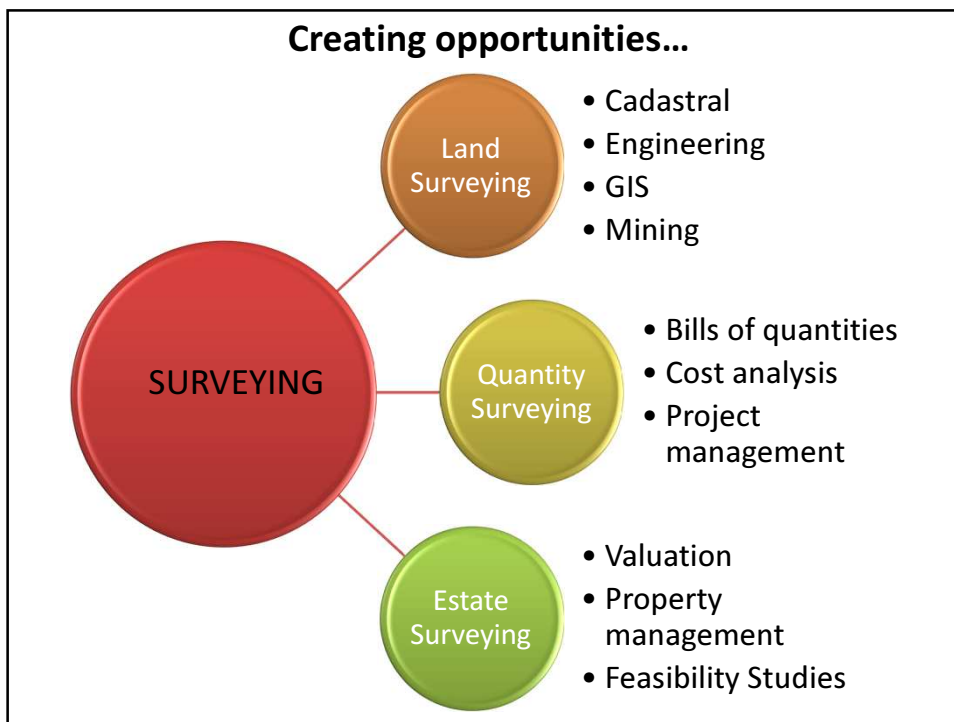 Creating opportunities...
SURVEYING
Land
Surveying
• Cadastral
• Engineering
• GIS
• Mining
Quantity
Surveying
• Bills of quantities
• Cost analysis
• Project
management
Estate
Surveying
• Valuation
• Property
management
• Feasibility Studies